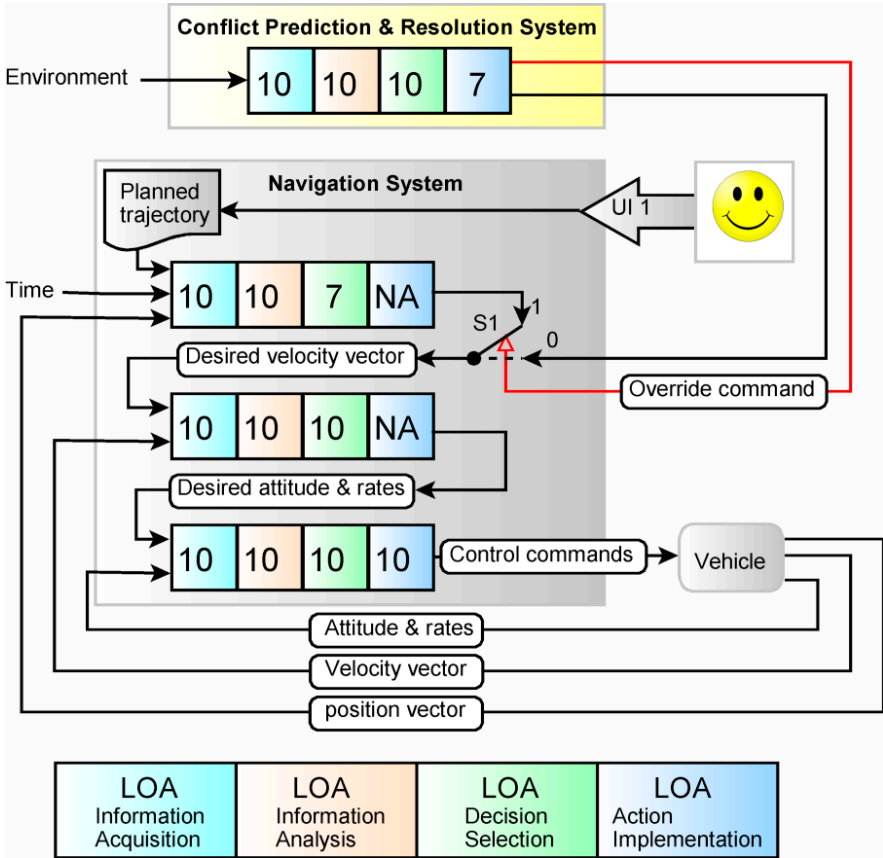 Conflict Prediction & Resolution System
Environment
10 10 10 7
Planned
trajectory
Navigation System
UI 1
Time
10 10 7 NA
S1
1
0
Desired velocity vector
Override command
10 10 10 NA
Desired attitude & rates
10 10 10 10
Control commands
Vehicle
Attitude & rates
Velocity vector
position vector
LOA
Information
Acquisition
LOA
Information
Analysis
LOA
Decision
Selection
LOA
Action
Implementation